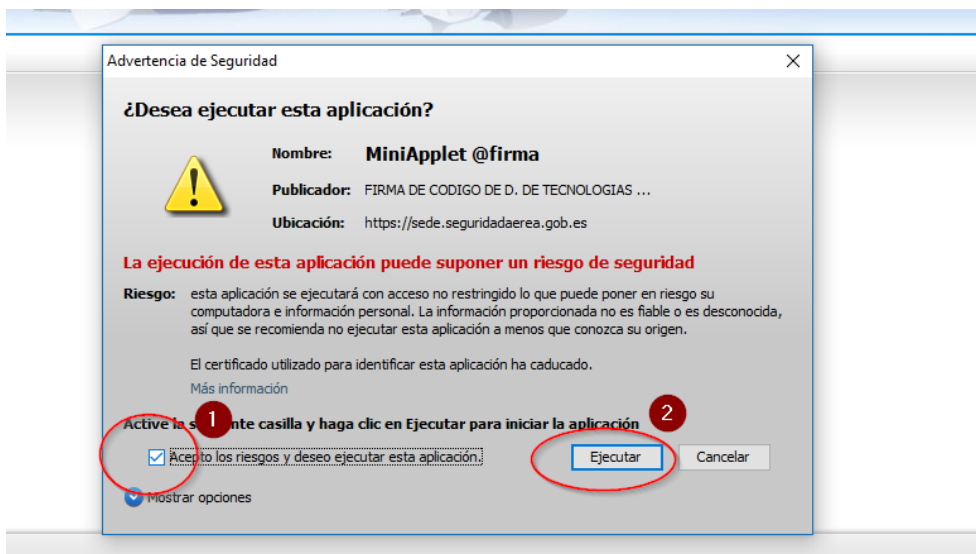 Advertencia de Seguridad
¿Desea ejecutar esta aplicación?
Nombre: MiniApplet @firma
Publicador: FIRMA DE CODIGO DE D. DE TECNOLOGIAS ...
Ubicación: https://sede.seguridadaerea.gob.es
La ejecución de esta aplicación puede suponer un riesgo de seguridad
Riesgo: esta aplicación se ejecutará con acceso no restringido lo que puede poner en riesgo su
computadora e información personal. La información proporcionada no es fiable o es desconocida,
así que se recomienda no ejecutar esta aplicación a menos que conozca su origen.
El certificado utilizado para identificar esta aplicación ha caducado.
Más información
1
2
Active la casilla y haga clic en Ejecutar para iniciar la aplicación
Acepto los riesgos y deseo ejecutar esta aplicación.
Ejecutar Cancelar
Mostrar opciones